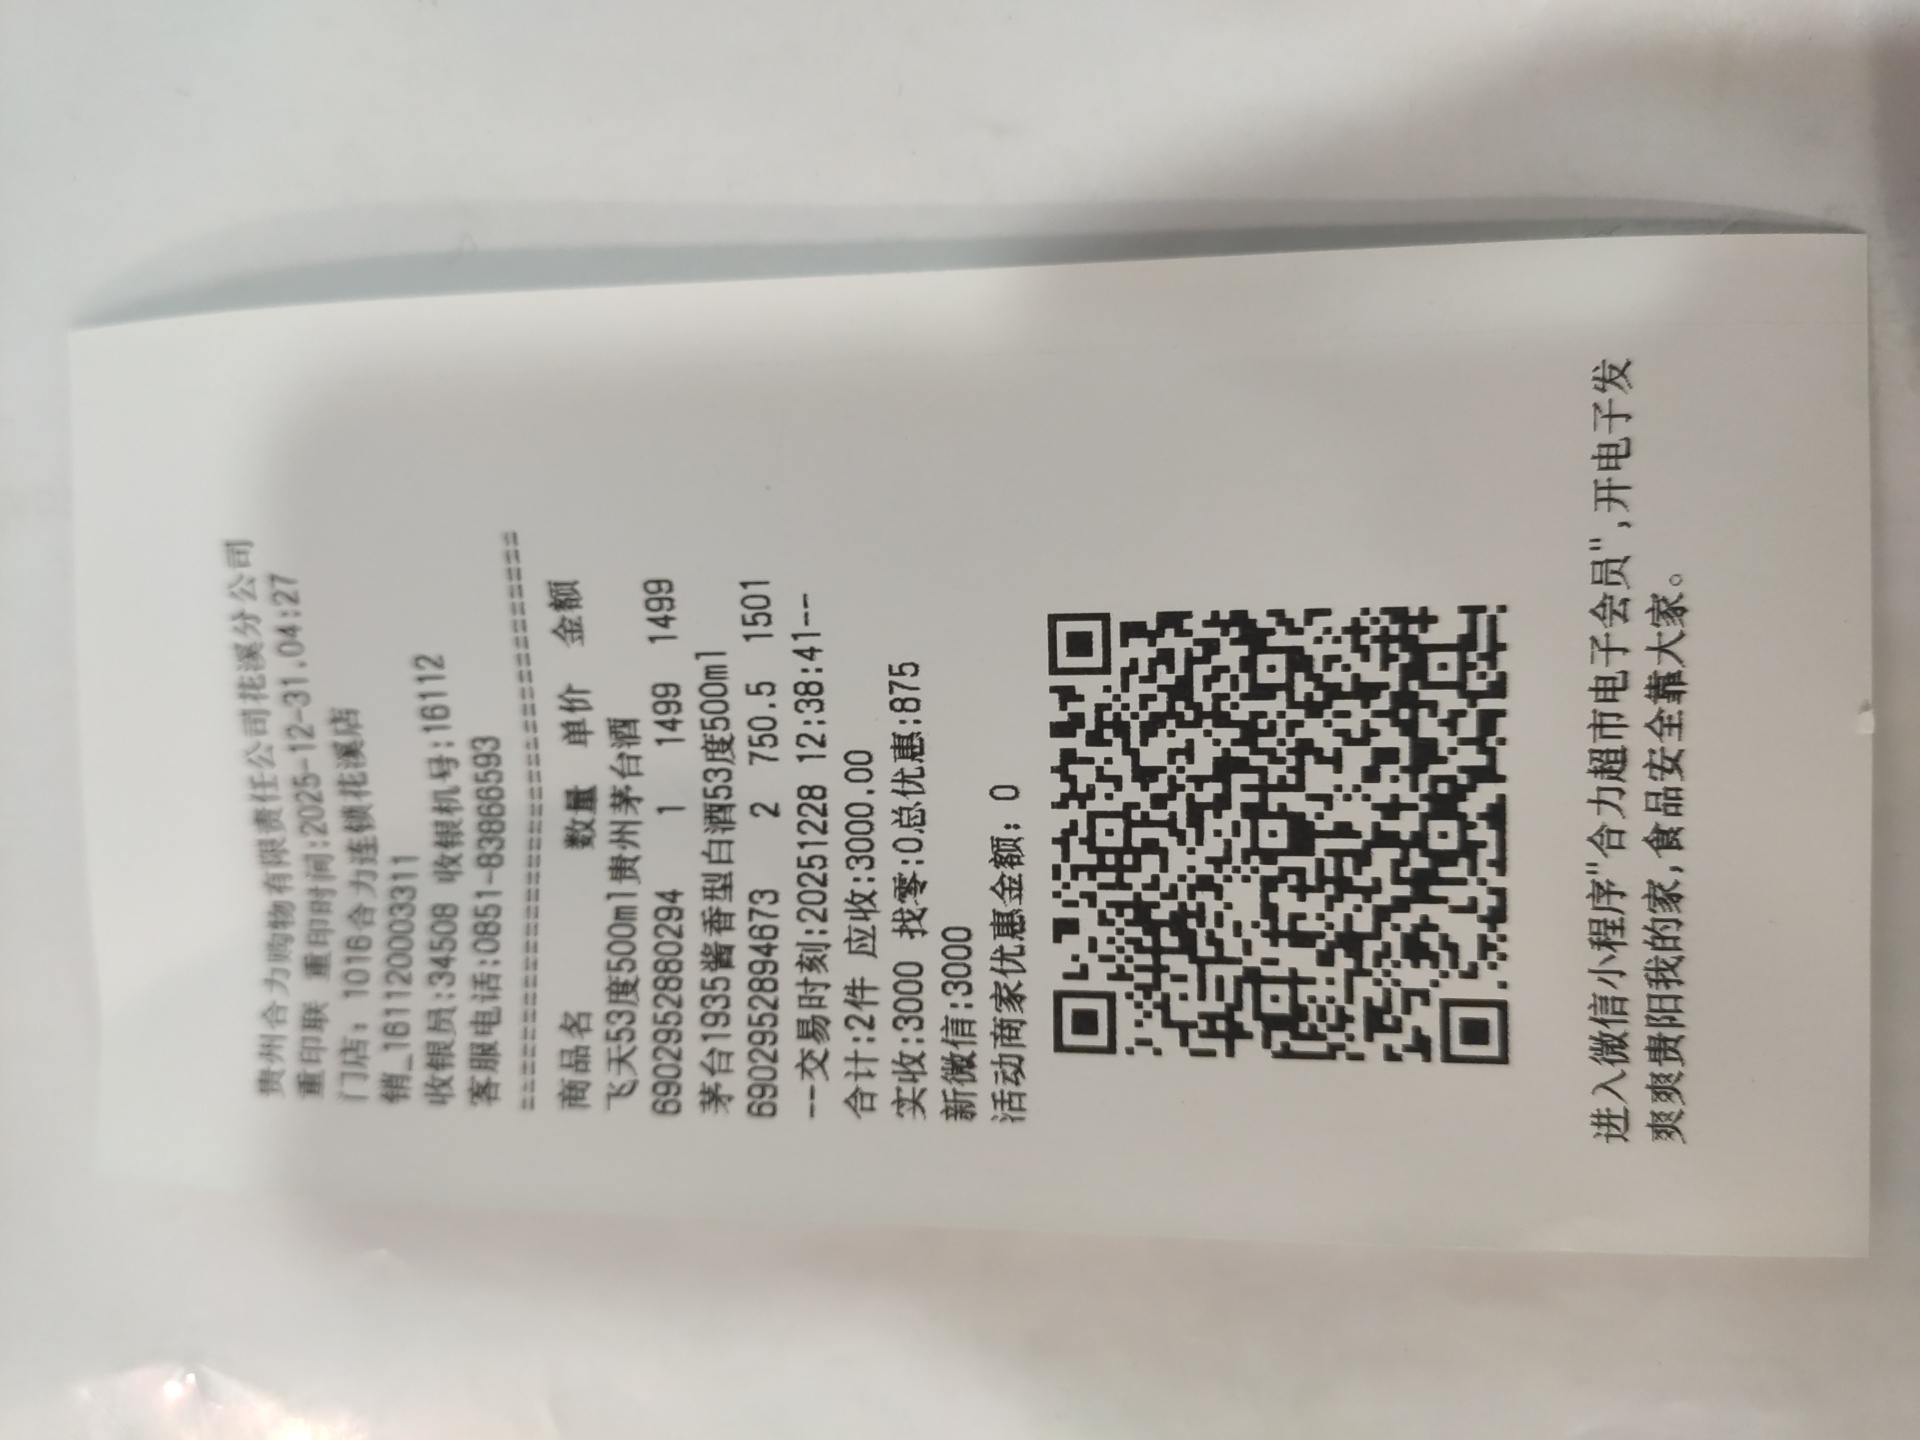 贵州合力购物有限责任公司花溪分公司
重印联 重印时间:2025-12-31.04:27
门店: 1016合力连锁花溪店
销_161120003311
收银员:34508 收银机号:16112
客服电话:0851-83866593
================================
商品名 数量 单价 金额
飞天53度500ml贵州茅台酒
6902952880294 1 1499 1499
茅台1935酱香型白酒53度500ml
6902952894673 2 750.5 1501
--交易时刻:20251228 12:38:41---
合计:2件 应收:3000.00
实收:3000 找零:0总优惠:875
新微信:3000
活动商家优惠金额: 0
进入微信小程序"合力超市电子会员",开电子发
爽爽贵阳我的家,食品安全靠大家。